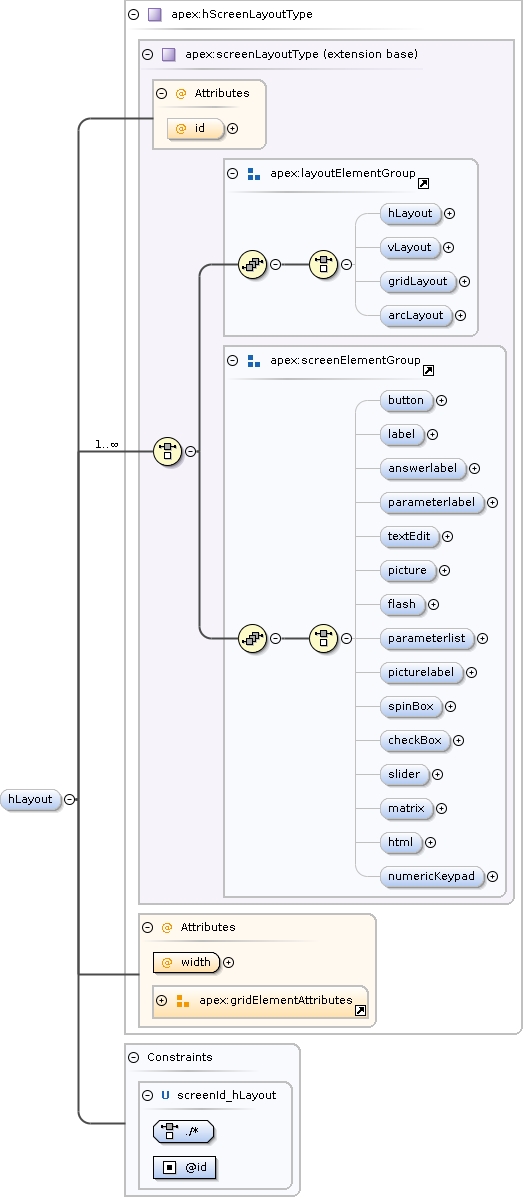 apex:hScreenLayoutType
apex:screenLayoutType (extension base)
@ Attributes
@ id
apex:layoutElementGroup
hLayout
vLayout
gridLayout
arcLayout
apex:screenElementGroup
button
label
1..∞
answerlabel
parameterlabel
textEdit
picture
flash
parameterlist
picturelabel
spinBox
checkBox
slider
hLayout
matrix
html
numericKeypad
@ Attributes
@ width
apex:gridElementAttributes
Constraints
U screenId_hLayout
./*
@id